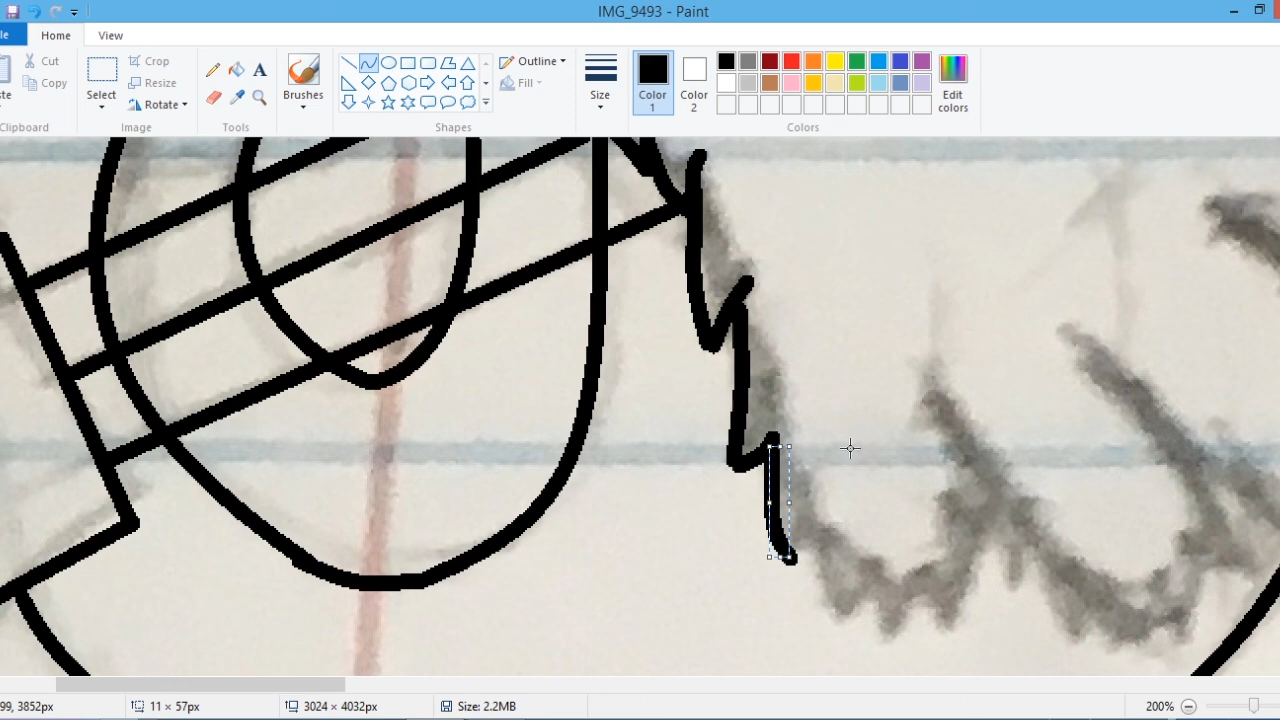 IMG_9493 - Paint
Home View
Cut
Copy
Select
Crop
Resize
Rotate
A
Brushes
Outline
Fill
Size
Color 1
Color 2
Edit colors
Image Tools Shapes Colors
3852px 11 × 57px 3024 × 4032px Size: 2.2MB 200%